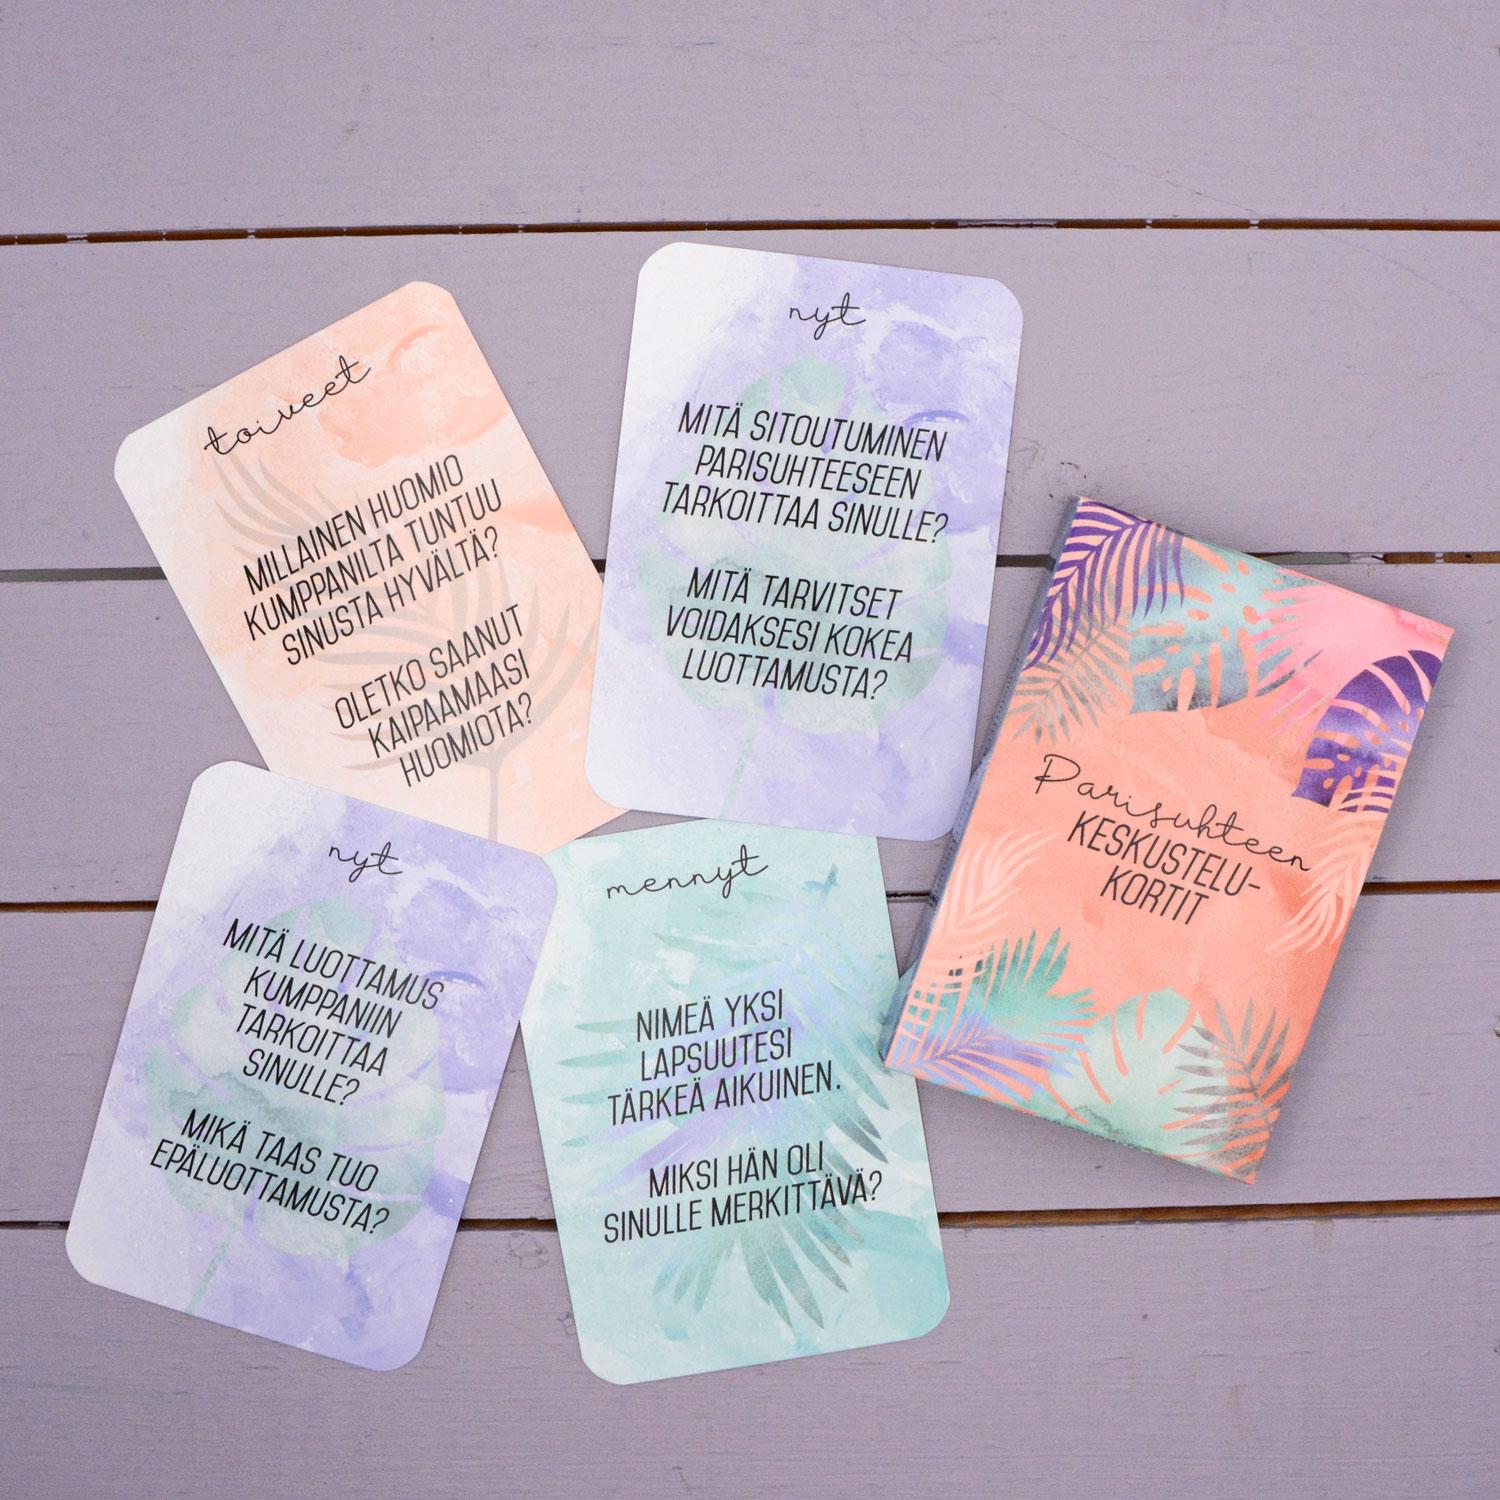 toiveet
MILLAINEN HUOMIO
KUMPPANILTA TUNTUU
SINUSTA HYVÄLTÄ?
OLETKO SAANUT
KAIPAAMAASI
HUOMIOTA?
nyt
MITÄ SITOUTUMINEN
PARISUHTEESEEN
TARKOITTAA SINULLE?
MITÄ TARVITSET
VOIDAKSESI KOKEA
LUOTTAMUSTA?
Parisuhteen
KESKUSTELU-
KORTIT
nyt
MITÄ LUOTTAMUS
KUMPPANIIN
TARKOITTAA
SINULLE?
MIKÄ TAAS TUO
EPÄLUOTTAMUSTA?
mennyt
NIMEÄ YKSI
LAPSUUTESI
TÄRKEÄ AIKUINEN.
MIKSI HÄN OLI
SINULLE MERKITTÄVÄ?